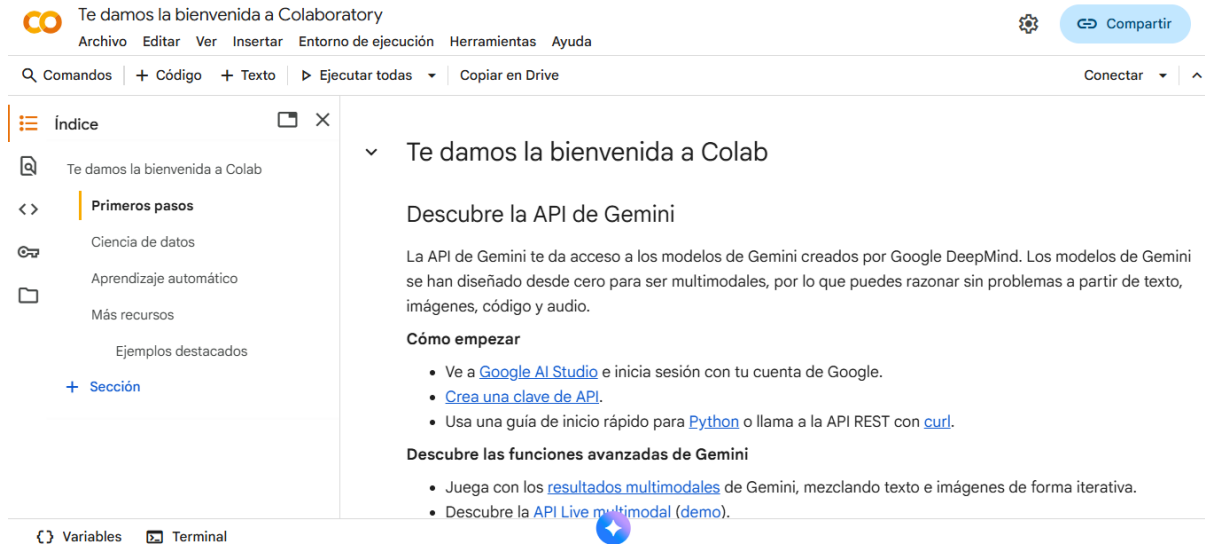 Te damos la bienvenida a Colaboratory
Compartir
Archivo Editar Ver Insertar Entorno de ejecución Herramientas Ayuda
Comandos + Código + Texto Ejecutar todas Copiar en Drive Conectar
Índice
Te damos la bienvenida a Colab
Primeros pasos
Ciencia de datos
Aprendizaje automático
Más recursos
Ejemplos destacados
+ Sección
Te damos la bienvenida a Colab
Descubre la API de Gemini
La API de Gemini te da acceso a los modelos de Gemini creados por Google DeepMind. Los modelos de Gemini
se han diseñado desde cero para ser multimodales, por lo que puedes razonar sin problemas a partir de texto,
imágenes, código y audio.
Cómo empezar
• Ve a Google AI Studio e inicia sesión con tu cuenta de Google.
• Crea una clave de API.
• Usa una guía de inicio rápido para Python o llama a la API REST con curl.
Descubre las funciones avanzadas de Gemini
• Juega con los resultados multimodales de Gemini, mezclando texto e imágenes de forma iterativa.
• Descubre la API Live multimodal (demo).
Variables Terminal